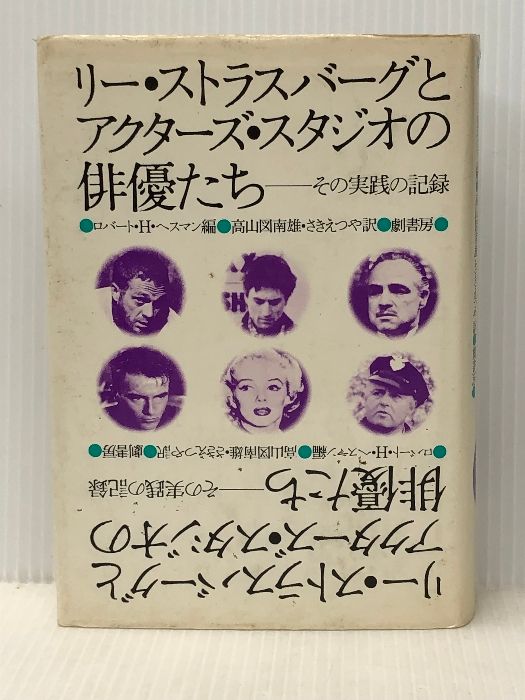 リー・ストラスバーグと
アクターズ・スタジオの
俳優たち——その実践の記録
●ロバート・H・ヘスマン編●高山図南雄・さきえつや訳●劇書房●
●ロバート・H・ヘスマン編●高山図南雄・さきえつや訳●劇書房●
俳優たち——その実践の記録
アクターズ・スタジオの
リー・ストラスバーグと